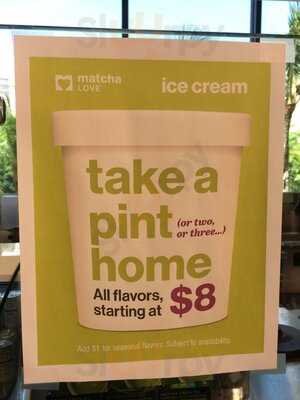 matcha
LOVE
ice cream
take a
pint (or two,
or three...)
home
All flavors,
starting at $8
Add $1 for seasonal flavors. Subject to availability.